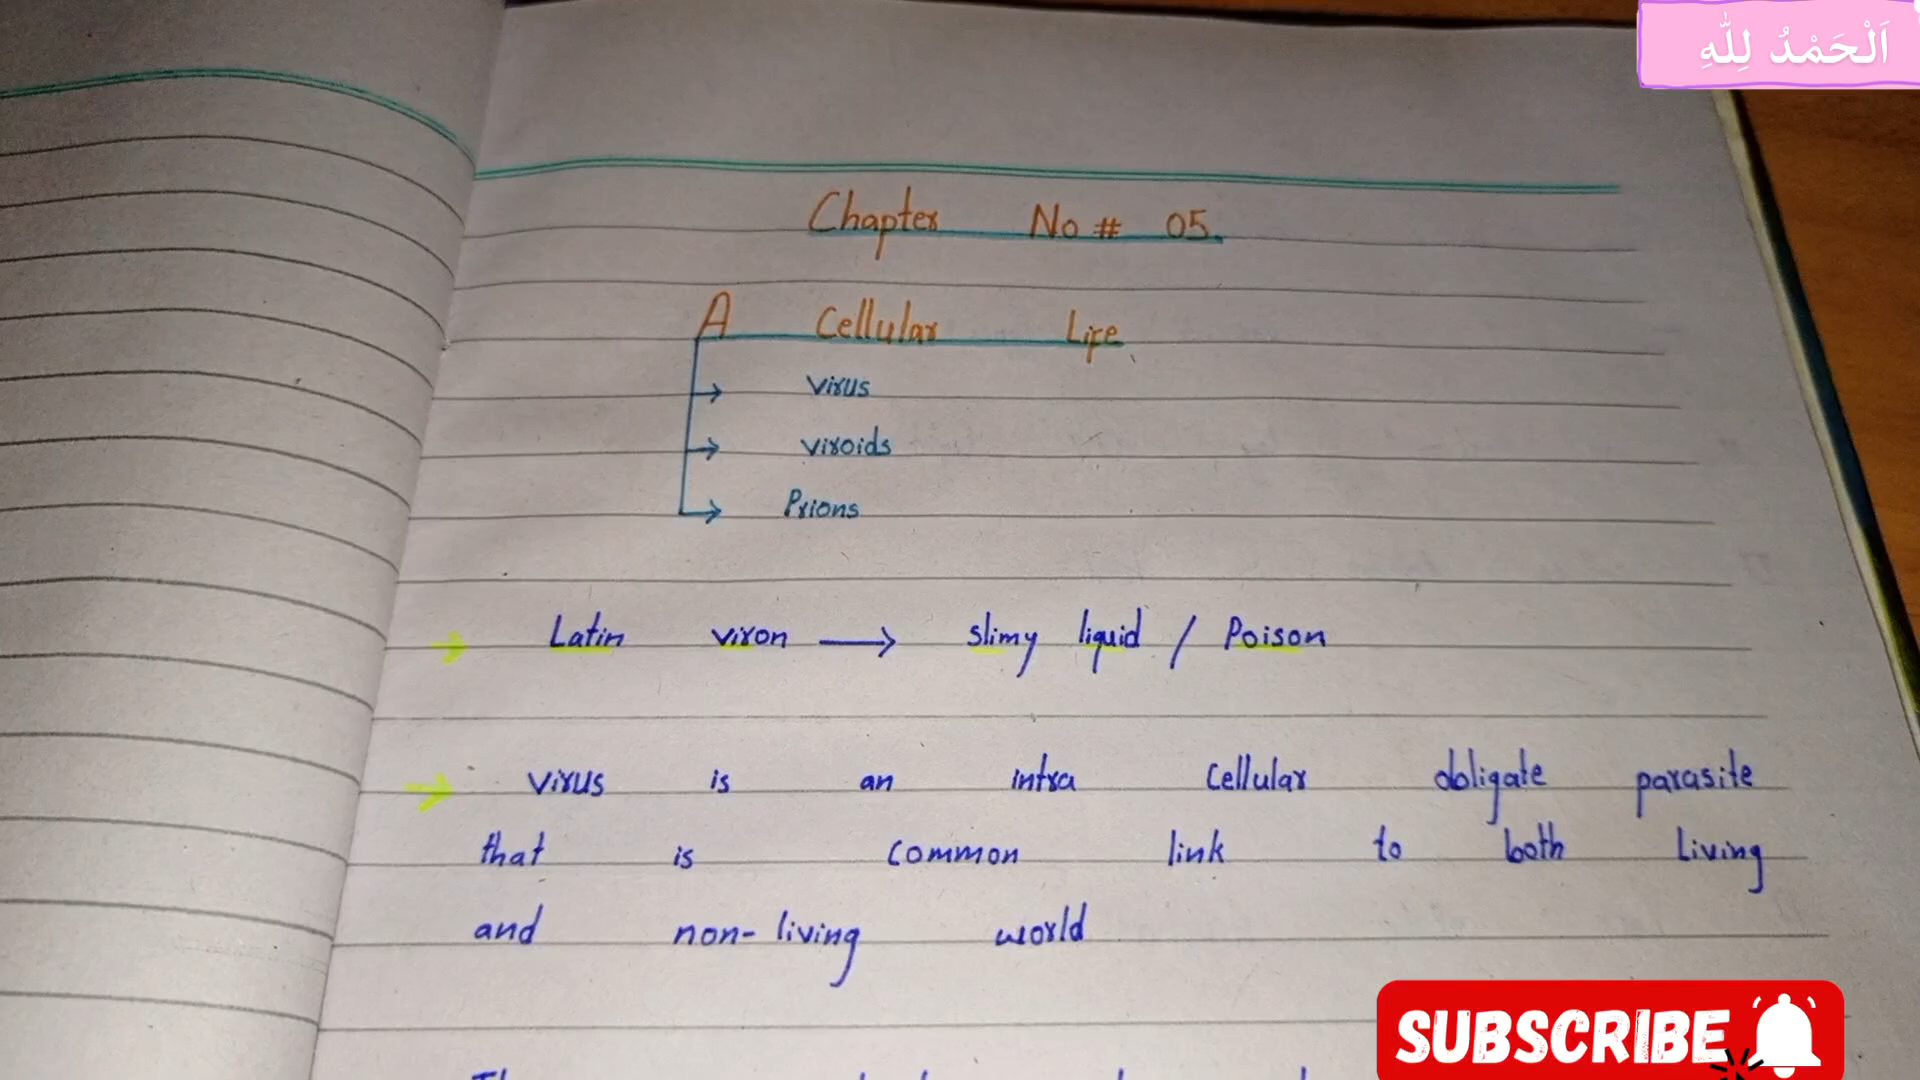 اَلْحَمْدُ لِلّٰهِ
Chapter No # 05.
A Cellular Life
Virus
viroids
Prions
Latin viron → slimy liquid / Poison
virus is an intra cellular obligate parasite
that is common link to both living
and non-living world
SUBSCRIBE